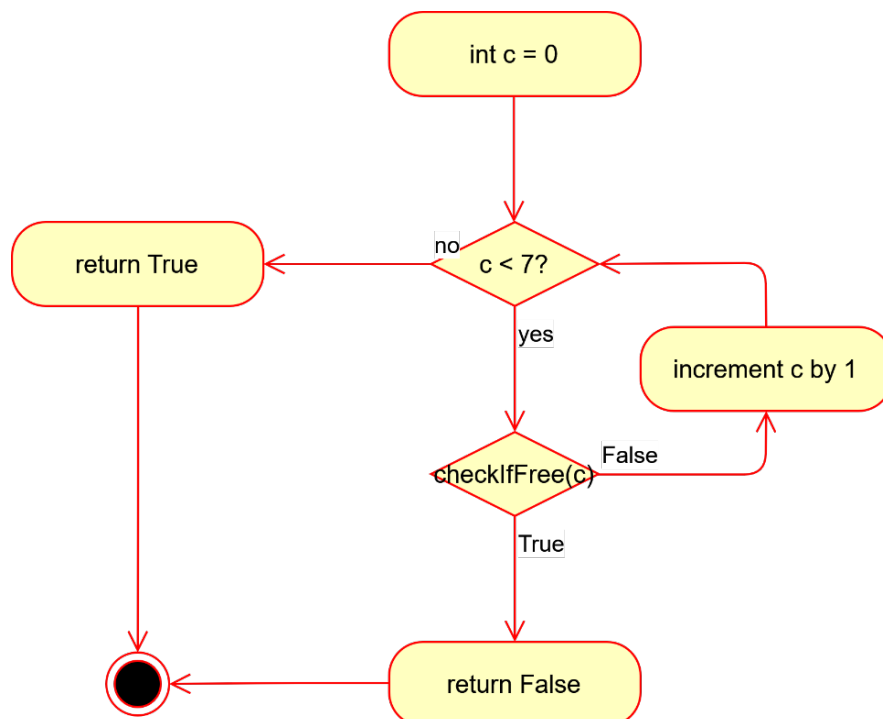 int c = 0
no
return True
c < 7?
yes
increment c by 1
False
checkIfFree(c)
True
return False